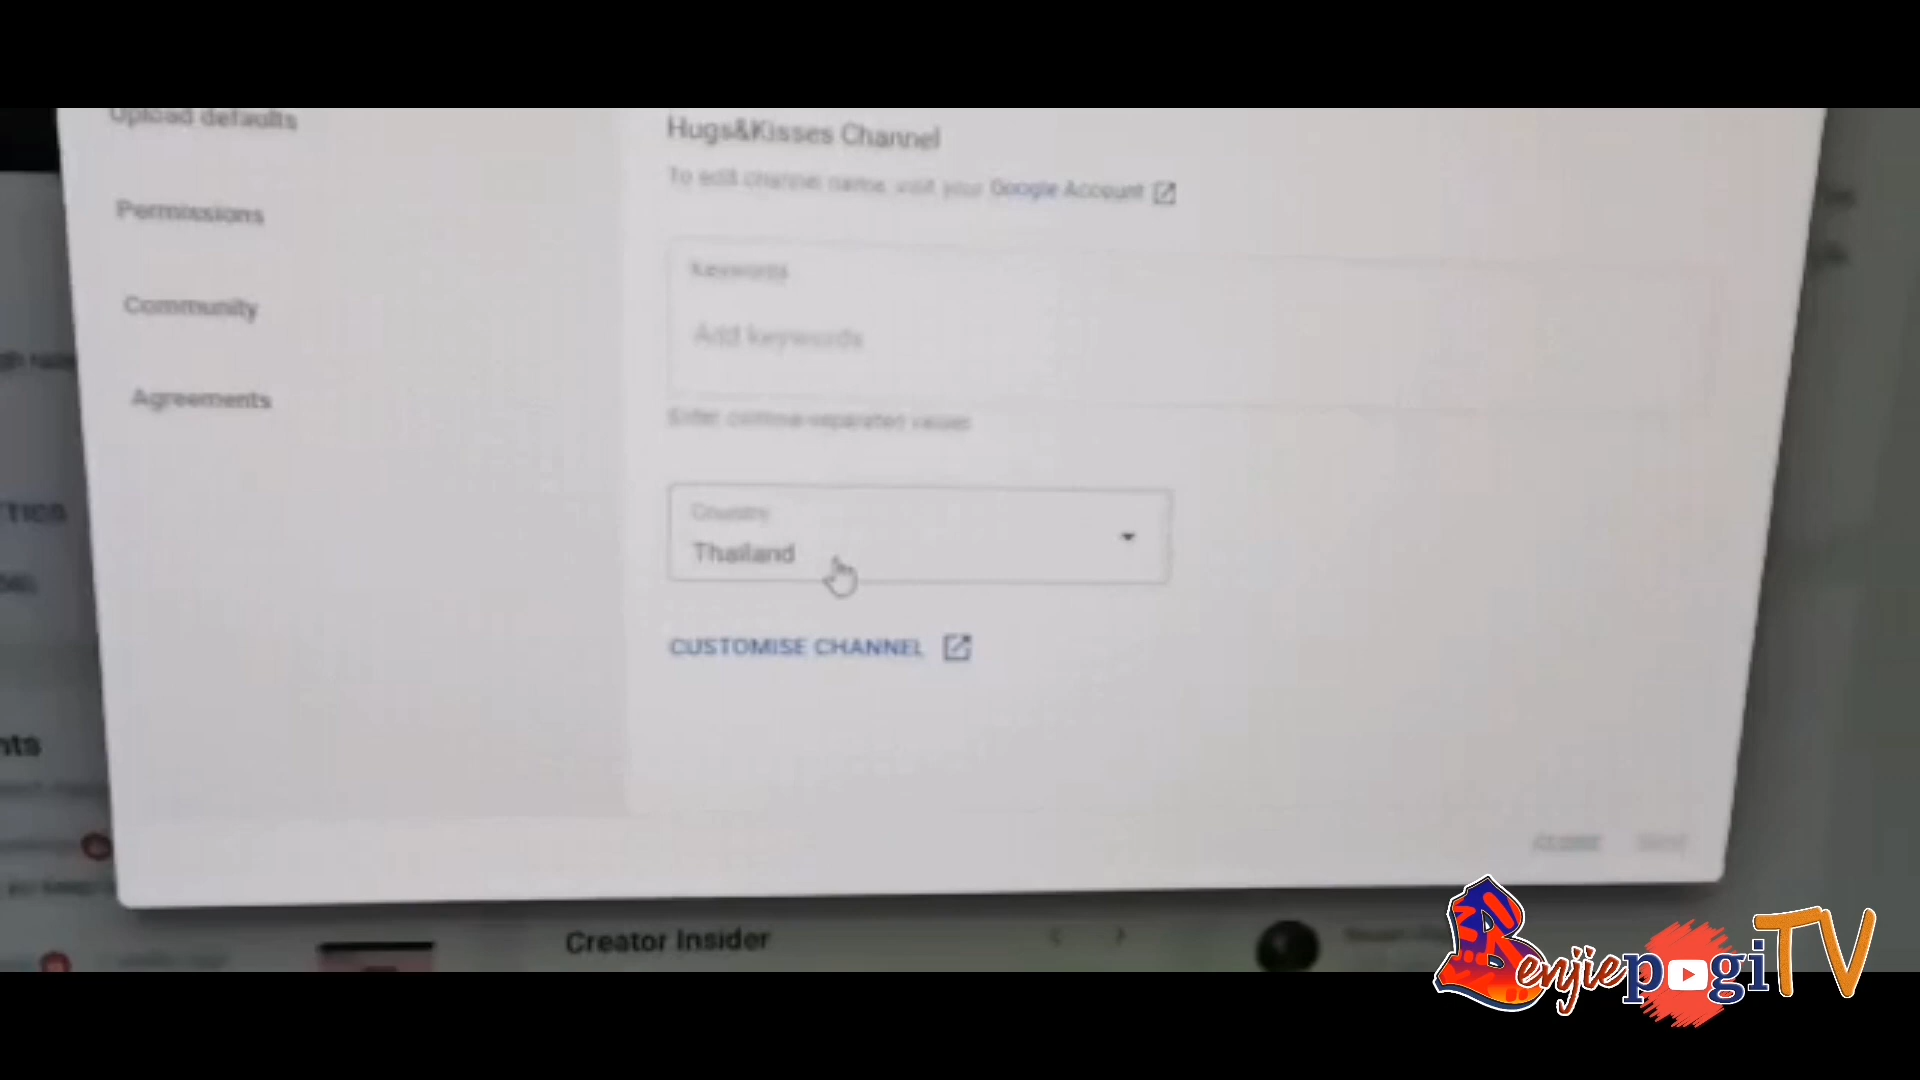 Upload defaults
Permissions
Community
Agreements
Hugs&Kisses Channel
To edit channel name, visit your Google Account
Keywords
Add keywords
Enter comma-separated values
Country
Thailand
CUSTOMISE CHANNEL
CLOSE
Creator Insider
BenjiepogiTV